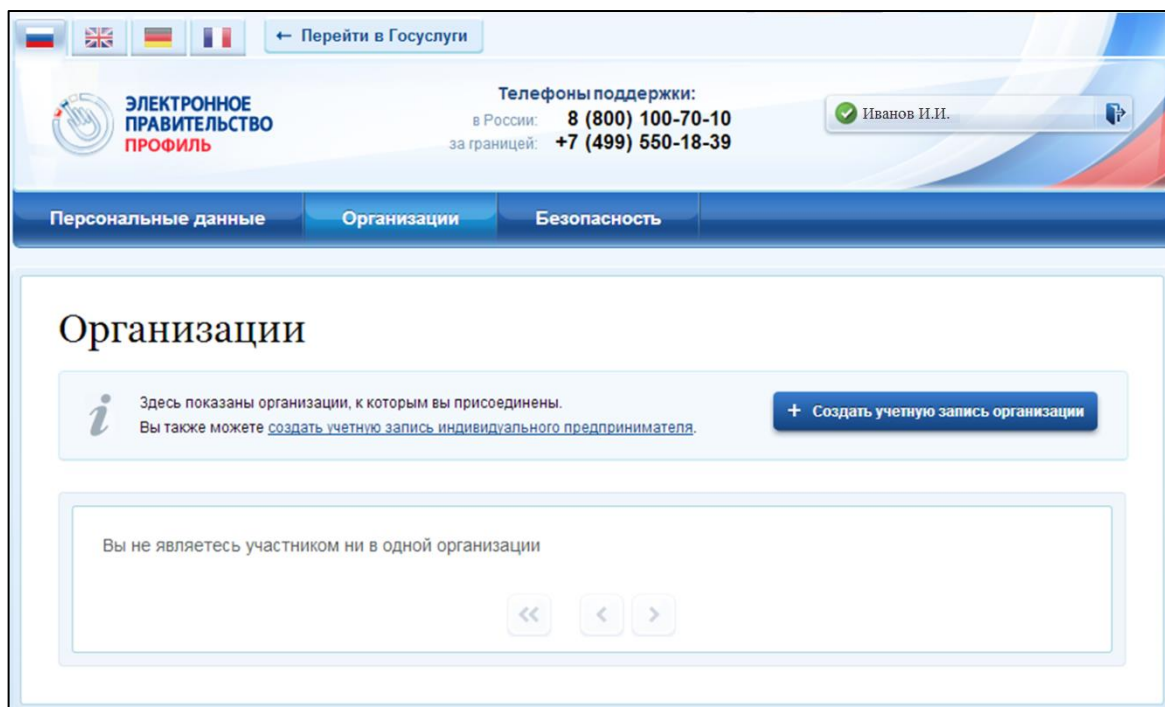 ← Перейти в Госуслуги
ЭЛЕКТРОННОЕ
ПРАВИТЕЛЬСТВО
ПРОФИЛЬ
Телефоны поддержки:
в России: 8 (800) 100-70-10
за границей: +7 (499) 550-18-39
Иванов И.И.
Персональные данные Организации Безопасность
Организации
Здесь показаны организации, к которым вы присоединены.
Вы также можете создать учетную запись индивидуального предпринимателя.
+ Создать учетную запись организации
Вы не являетесь участником ни в одной организации